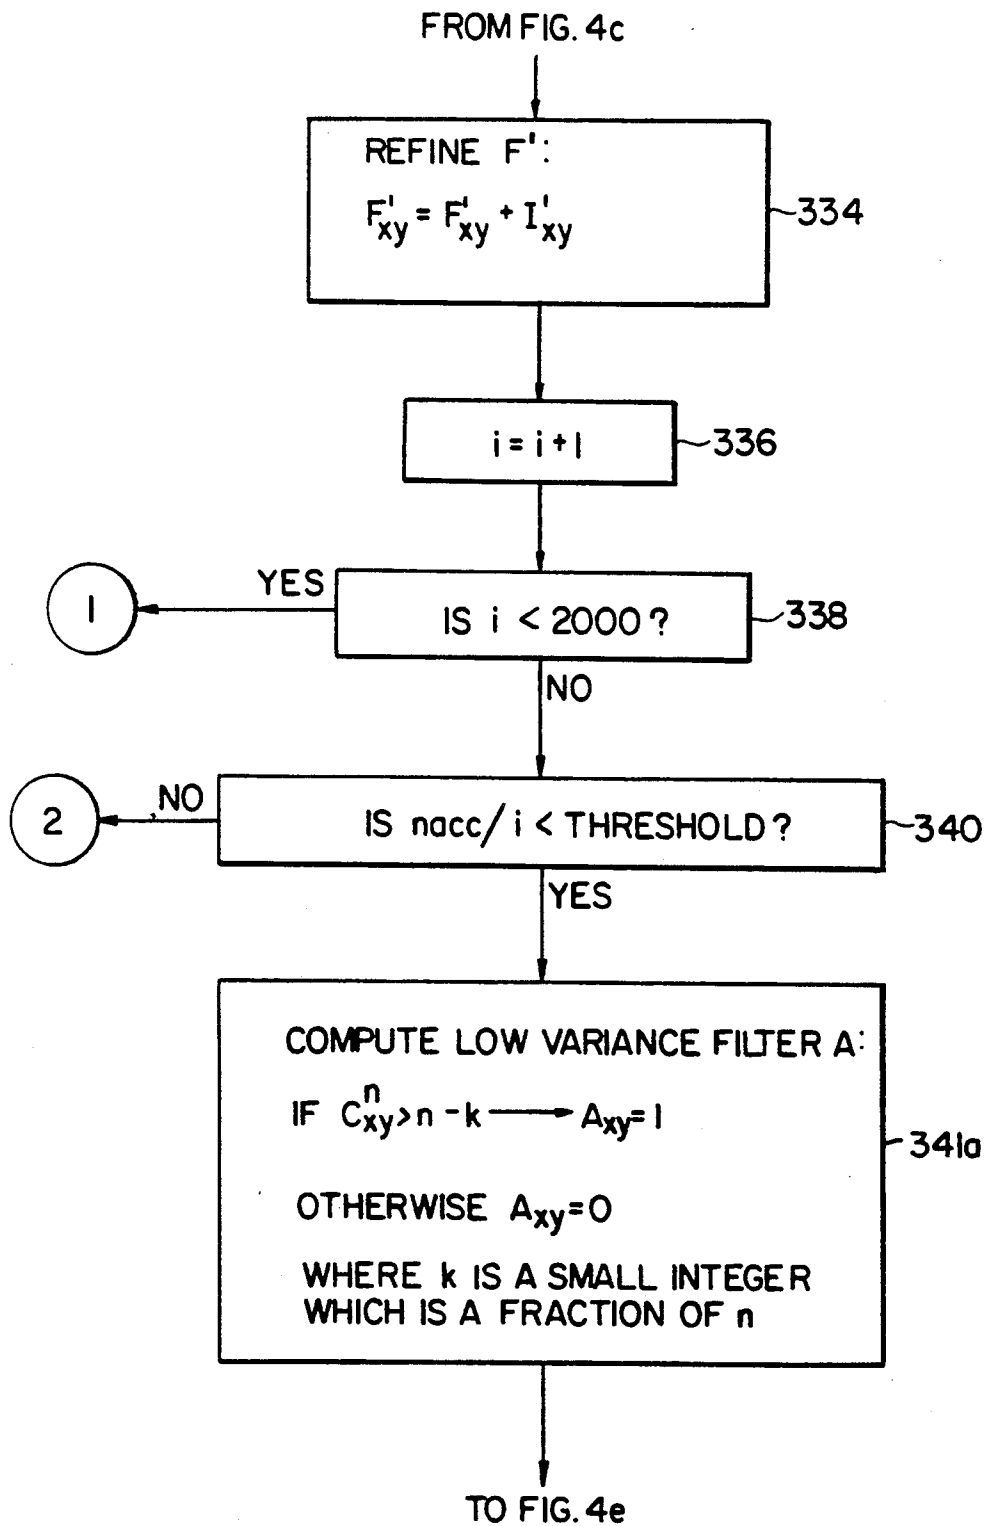 FROM FIG. 4c
REFINE F':
F'xy = F'xy + I'xy
334
i = i + 1
336
YES
1
IS i < 2000?
338
NO
NO
2
IS nacc/i < THRESHOLD?
340
YES
COMPUTE LOW VARIANCE FILTER A:
IF C^n_xy > n - k → Axy = 1
341a
OTHERWISE Axy = 0
WHERE k IS A SMALL INTEGER
WHICH IS A FRACTION OF n
TO FIG. 4e